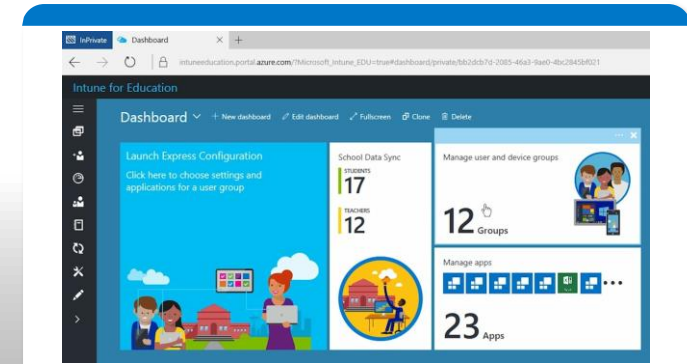 InPrivate
Dashboard
intuneeducation.portal.azure.com/?Microsoft_Intune_EDU=true#dashboard/private/bb2dcb7d-2085-46a3-9ae0-4bc2845bf021
Intune for Education
Dashboard
+ New dashboard
Edit dashboard
Fullscreen
Clone
Delete
Launch Express Configuration
Click here to choose settings and
applications for a user group
School Data Sync
STUDENTS
17
TEACHERS
12
Manage user and device groups
12 Groups
Manage apps
23 Apps